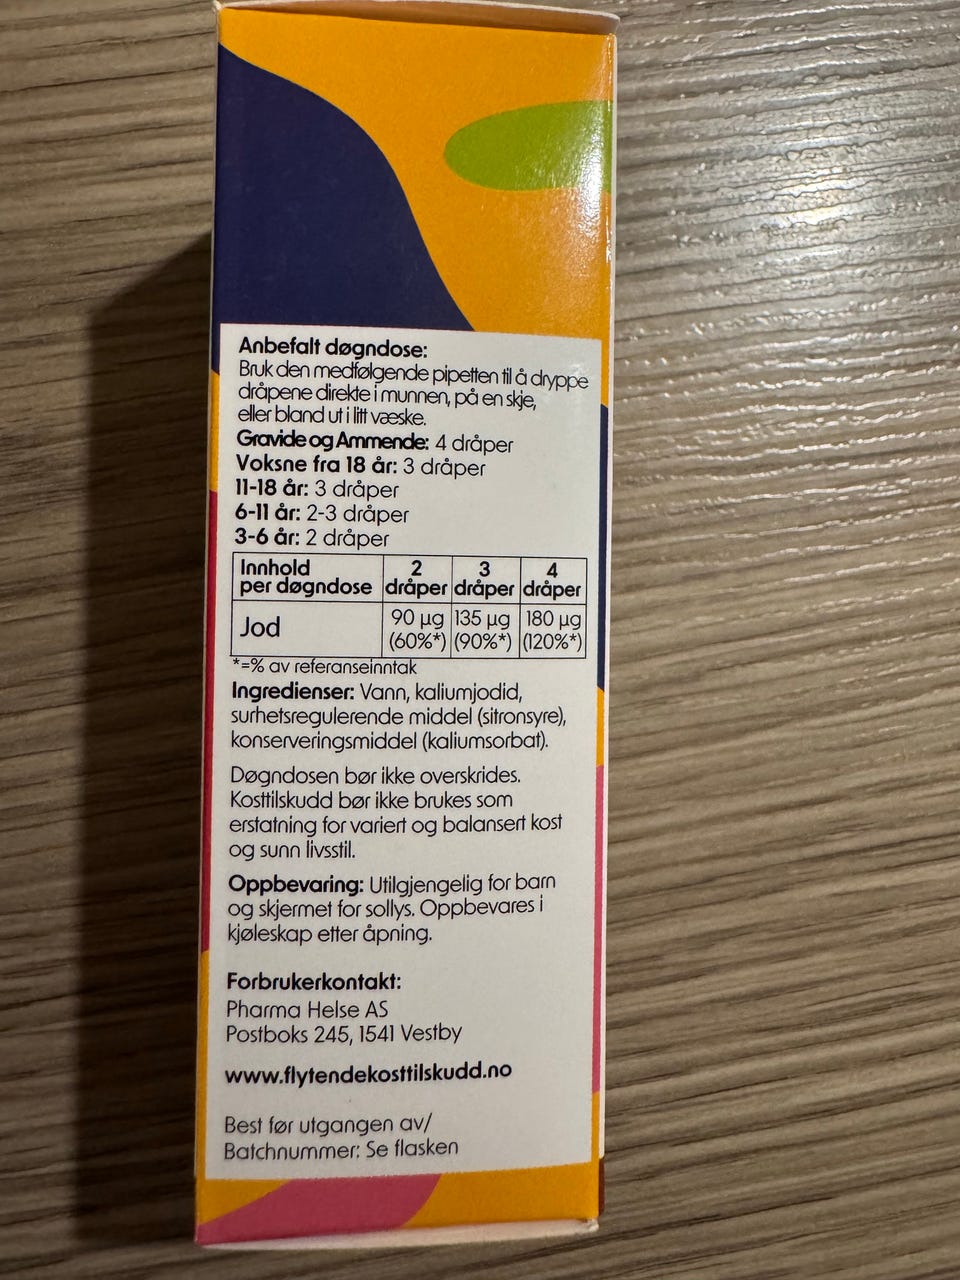 Anbefalt døgndose:
Bruk den medfølgende pipetten til å dryppe
dråpene direkte i munnen, på en skje,
eller bland ut i litt væske.
Gravide og Ammende: 4 dråper
Voksne fra 18 år: 3 dråper
11-18 år: 3 dråper
6-11 år: 2-3 dråper
3-6 år: 2 dråper
Innhold per døgndose 2 dråper 3 dråper 4 dråper
Jod 90 µg (60%*) 135 µg (90%*) 180 µg (120%*)
*=% av referanseinntak
Ingredienser: Vann, kaliumjodid,
surhetsregulerende middel (sitronsyre),
konserveringsmiddel (kaliumsorbat).
Døgndosen bør ikke overskrides.
Kosttilskudd bør ikke brukes som
erstatning for variert og balansert kost
og sunn livsstil.
Oppbevaring: Utilgjengelig for barn
og skjermet for sollys. Oppbevares i
kjøleskap etter åpning.
Forbrukerkontakt:
Pharma Helse AS
Postboks 245, 1541 Vestby
www.flytendekosttilskudd.no
Best før utgangen av/
Batchnummer: Se flasken